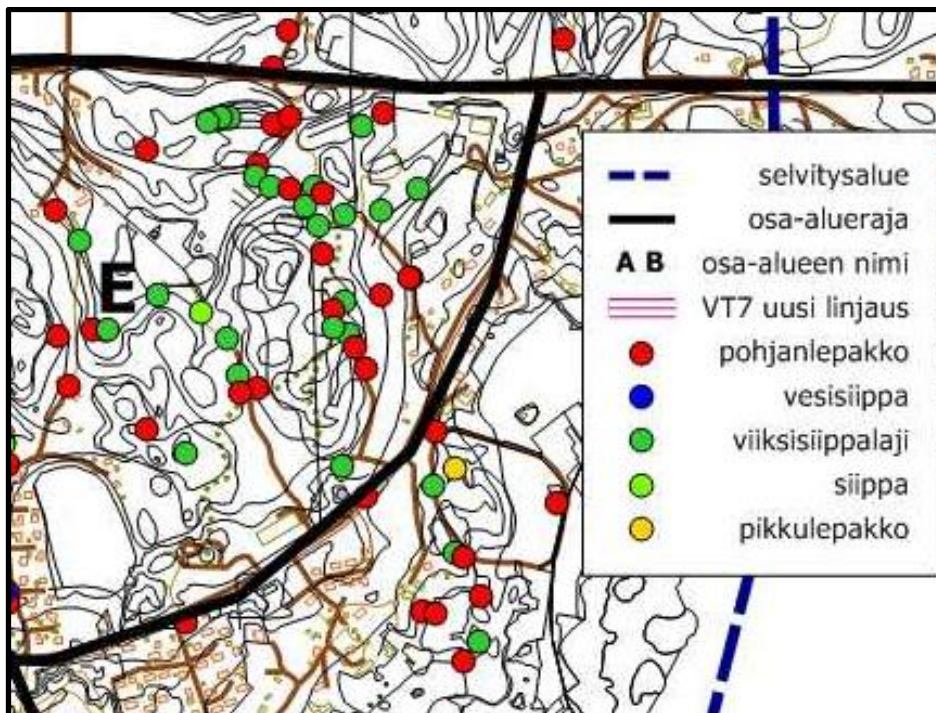 E
selvitysalue
osa-alueraja
A B osa-alueen nimi
VT7 uusi linjaus
pohjanlepakko
vesisiippa
viiksisiippalaji
siippa
pikkulepakko